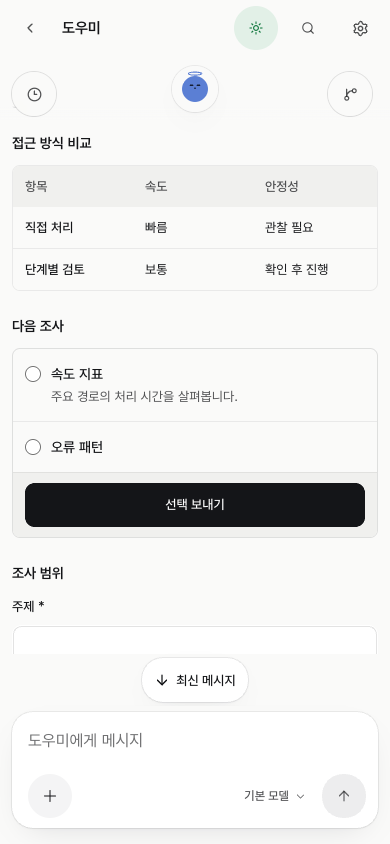 도우미
접근 방식 비교
항목 속도 안정성
직접 처리 빠름 관찰 필요
단계별 검토 보통 확인 후 진행
다음 조사
속도 지표
주요 경로의 처리 시간을 살펴봅니다.
오류 패턴
선택 보내기
조사 범위
주제 *
최신 메시지
도우미에게 메시지
기본 모델